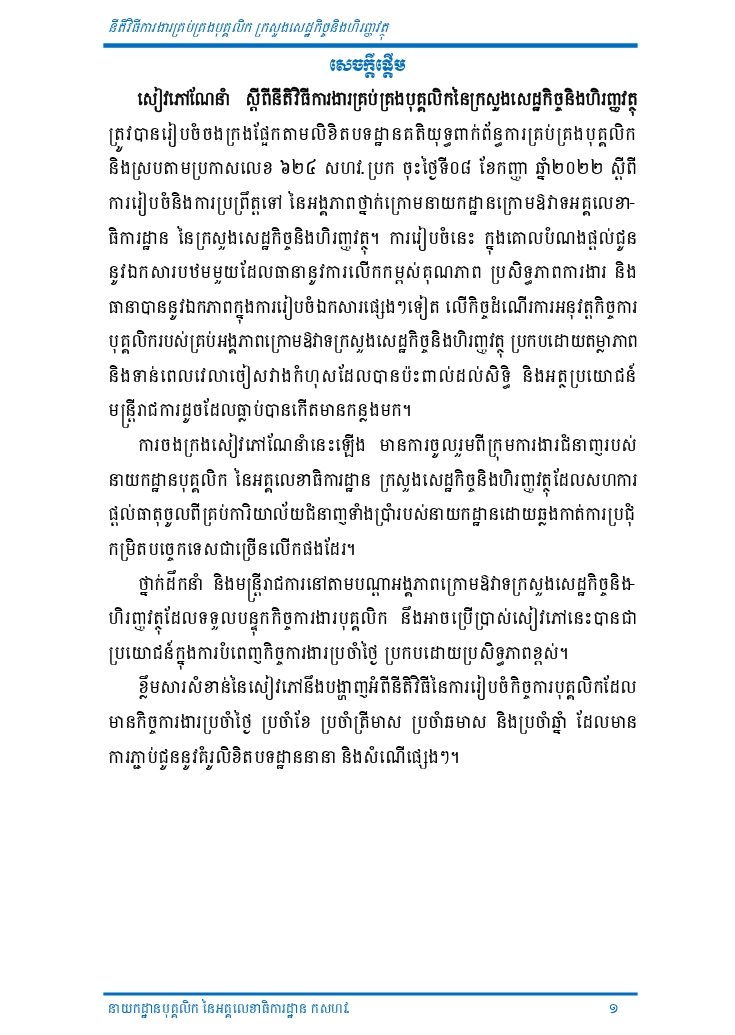 នីតិវិធីការងារគ្រប់គ្រងបុគ្គលិក ក្រសួងសេដ្ឋកិច្ចនិងហិរញ្ញវត្ថុ
សេចក្តីផ្តើម
សៀវភៅណែនាំ ស្តីពីនីតិវិធីការងារគ្រប់គ្រងបុគ្គលិកនៃក្រសួងសេដ្ឋកិច្ចនិងហិរញ្ញវត្ថុ
ត្រូវបានរៀបចំចងក្រងផ្អែកតាមលិខិតបទដ្ឋានគតិយុទ្ធពាក់ព័ន្ធការគ្រប់គ្រងបុគ្គលិក
និងស្របតាមប្រកាសលេខ ៦២៤ សហវ.ប្រក ចុះថ្ងៃទី០៨ ខែកញ្ញា ឆ្នាំ២០២២ ស្តីពី
ការរៀបចំនិងការប្រព្រឹត្តទៅ នៃអង្គភាពថ្នាក់ក្រោមនាយកដ្ឋានក្រោមឱវាទអគ្គលេខា-
ធិការដ្ឋាន នៃក្រសួងសេដ្ឋកិច្ចនិងហិរញ្ញវត្ថុ។ ការរៀបចំនេះ ក្នុងគោលបំណងផ្តល់ជូន
នូវឯកសារបឋមមួយដែលធានានូវការលើកកម្ពស់គុណភាព ប្រសិទ្ធភាពការងារ និង
ធានាបាននូវឯកភាពក្នុងការរៀបចំឯកសារផ្សេងៗទៀត លើកិច្ចដំណើរការអនុវត្តកិច្ចការ
បុគ្គលិករបស់គ្រប់អង្គភាពក្រោមឱវាទក្រសួងសេដ្ឋកិច្ចនិងហិរញ្ញវត្ថុ ប្រកបដោយតម្លាភាព
និងទាន់ពេលវេលាចៀសវាងកំហុសដែលបានប៉ះពាល់ដល់សិទ្ធិ និងអត្ថប្រយោជន៍
មន្ត្រីរាជការដូចដែលធ្លាប់បានកើតមានកន្លងមក។
ការចងក្រងសៀវភៅណែនាំនេះឡើង មានការចូលរួមពីក្រុមការងារជំនាញរបស់
នាយកដ្ឋានបុគ្គលិក នៃអគ្គលេខាធិការដ្ឋាន ក្រសួងសេដ្ឋកិច្ចនិងហិរញ្ញវត្ថុដែលសហការ
ផ្តល់ធាតុចូលពីគ្រប់ការិយាល័យជំនាញទាំងប្រាំរបស់នាយកដ្ឋានដោយឆ្លងកាត់ការប្រជុំ
កម្រិតបច្ចេកទេសជាច្រើនលើកផងដែរ។
ថ្នាក់ដឹកនាំ និងមន្ត្រីរាជការនៅតាមបណ្តាអង្គភាពក្រោមឱវាទក្រសួងសេដ្ឋកិច្ចនិង-
ហិរញ្ញវត្ថុដែលទទួលបន្ទុកកិច្ចការងារបុគ្គលិក នឹងអាចប្រើប្រាស់សៀវភៅនេះបានជា
ប្រយោជន៍ក្នុងការបំពេញកិច្ចការងារប្រចាំថ្ងៃ ប្រកបដោយប្រសិទ្ធភាពខ្ពស់។
ខ្លឹមសារសំខាន់នៃសៀវភៅនឹងបង្ហាញអំពីនីតិវិធីនៃការរៀបចំកិច្ចការបុគ្គលិកដែល
មានកិច្ចការងារប្រចាំថ្ងៃ ប្រចាំខែ ប្រចាំត្រីមាស ប្រចាំឆមាស និងប្រចាំឆ្នាំ ដែលមាន
ការភ្ជាប់ជូននូវគំរូលិខិតបទដ្ឋាននានា និងសំណើផ្សេងៗ។
នាយកដ្ឋានបុគ្គលិក នៃអគ្គលេខាធិការដ្ឋាន កសហវ. ១